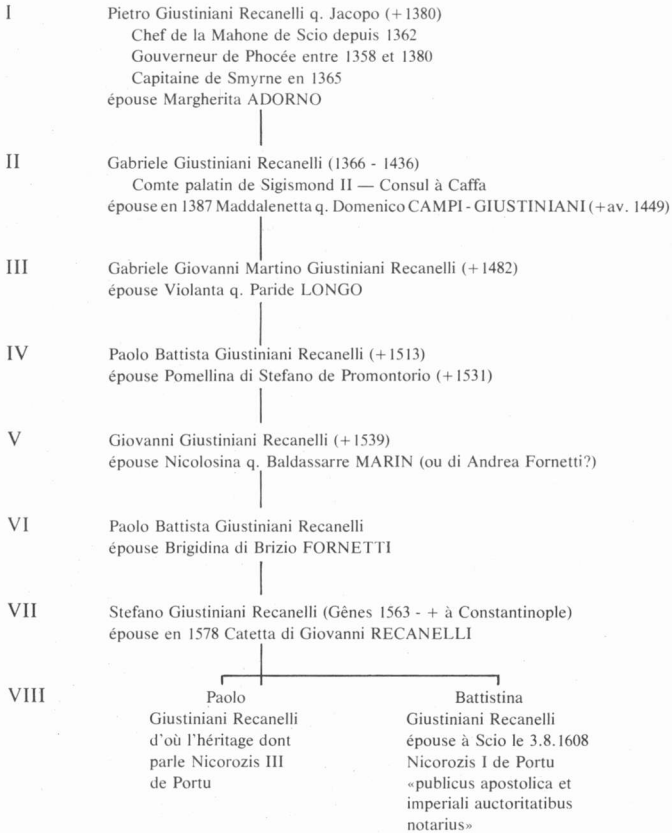 I Pietro Giustiniani Recanelli q. Jacopo (+1380)
Chef de la Mahone de Scio depuis 1362
Gouverneur de Phocée entre 1358 et 1380
Capitaine de Smyrne en 1365
épouse Margherita ADORNO
II Gabriele Giustiniani Recanelli (1366 - 1436)
Comte palatin de Sigismond II — Consul à Caffa
épouse en 1387 Maddalenetta q. Domenico CAMPI-GIUSTINIANI (+av. 1449)
III Gabriele Giovanni Martino Giustiniani Recanelli (+1482)
épouse Violanta q. Paride LONGO
IV Paolo Battista Giustiniani Recanelli (+1513)
épouse Pomellina di Stefano de Promontorio (+1531)
V Giovanni Giustiniani Recanelli (+1539)
épouse Nicolosina q. Baldassarre MARIN (ou di Andrea Fornetti?)
VI Paolo Battista Giustiniani Recanelli
épouse Brigidina di Brizio FORNETTI
VII Stefano Giustiniani Recanelli (Gênes 1563 - + à Constantinople)
épouse en 1578 Catetta di Giovanni RECANELLI
VIII Paolo
Giustiniani Recanelli
d'où l'héritage dont
parle Nicorozis III
de Portu
Battistina
Giustiniani Recanelli
épouse à Scio le 3.8.1608
Nicorozis I de Portu
«publicus apostolica et
imperiali auctoritatibus
notarius»